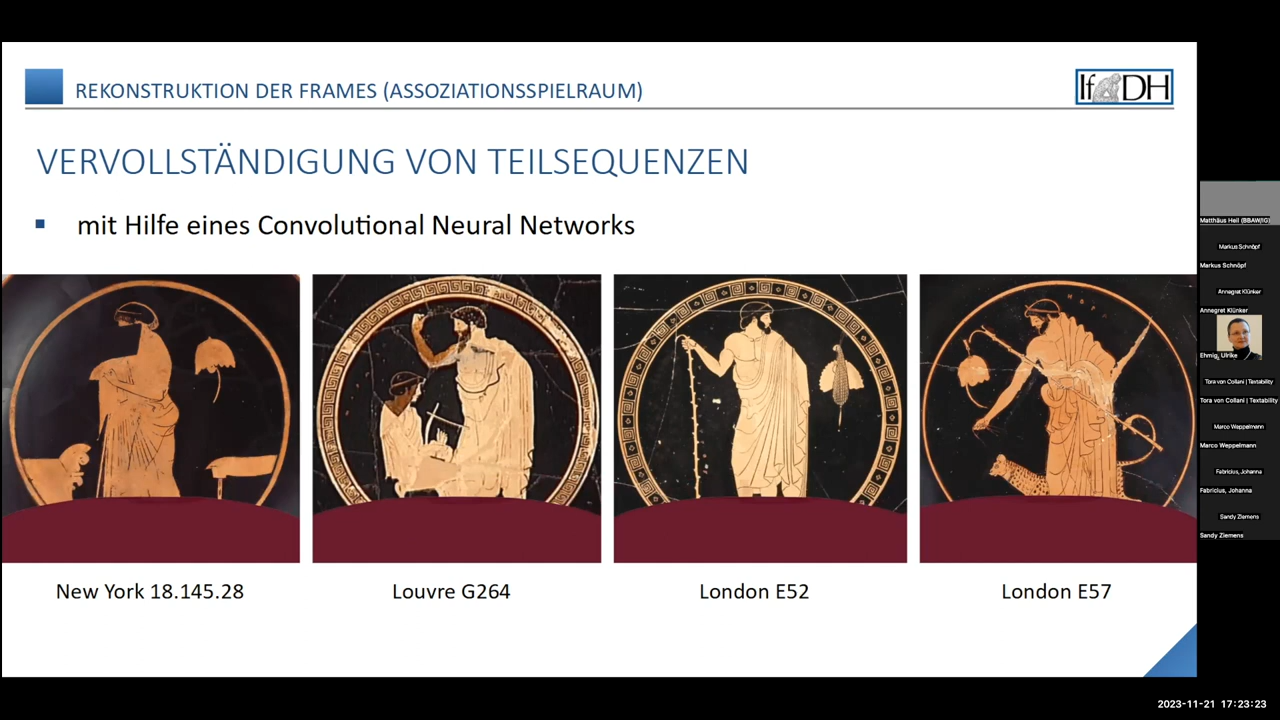 REKONSTRUKTION DER FRAMES (ASSOZIATIONSSPIELRAUM)
IfDH
VERVOLLSTÄNDIGUNG VON TEILSEQUENZEN
▪ mit Hilfe eines Convolutional Neural Networks
New York 18.145.28
Louvre G264
London E52
London E57
Matthäus Heil (BBAW/IG)
Markus Schnöpf
Markus Schnöpf
Annegret Klünker
Annegret Klünker
Ehmig, Ulrike
Tora von Collani | Textability
Tora von Collani | Textability
Marco Weppelmann
Marco Weppelmann
Fabricius, Johanna
Fabricius, Johanna
Sandy Ziemens
Sandy Ziemens
2023-11-21 17:23:23